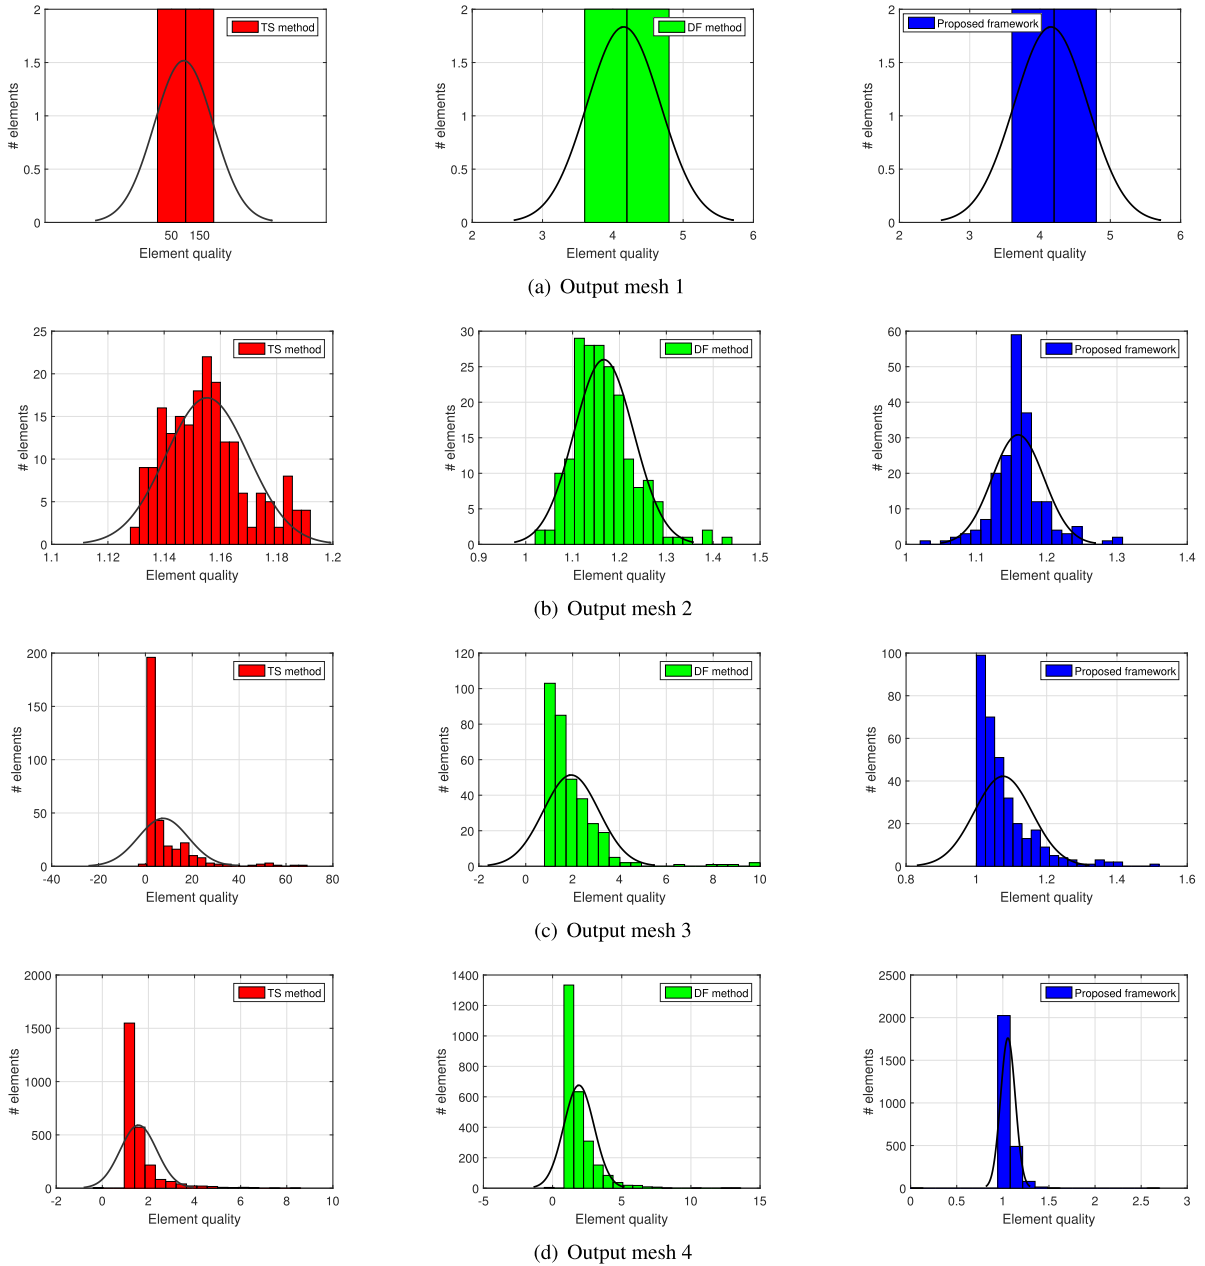 2
1.5
1
0.5
0
# elements
TS method
50 150
Element quality
2
1.5
1
0.5
0
# elements
DF method
2 3 4 5 6
Element quality
2
1.5
1
0.5
0
# elements
Proposed framework
2 3 4 5 6
Element quality
(a) Output mesh 1
25
20
15
10
5
0
# elements
TS method
1.1 1.12 1.14 1.16 1.18 1.2
Element quality
30
25
20
15
10
5
0
# elements
DF method
0.9 1 1.1 1.2 1.3 1.4 1.5
Element quality
60
50
40
30
20
10
0
# elements
Proposed framework
1 1.1 1.2 1.3 1.4
Element quality
(b) Output mesh 2
200
150
100
50
0
# elements
TS method
-40 -20 0 20 40 60 80
Element quality
120
100
80
60
40
20
0
# elements
DF method
-2 0 2 4 6 8 10
Element quality
100
80
60
40
20
0
# elements
Proposed framework
0.8 1 1.2 1.4 1.6
Element quality
(c) Output mesh 3
2000
1500
1000
500
0
# elements
TS method
-2 0 2 4 6 8 10
Element quality
1400
1200
1000
800
600
400
200
0
# elements
DF method
-5 0 5 10 15
Element quality
2500
2000
1500
1000
500
0
# elements
Proposed framework
0 0.5 1 1.5 2 2.5 3
Element quality
(d) Output mesh 4